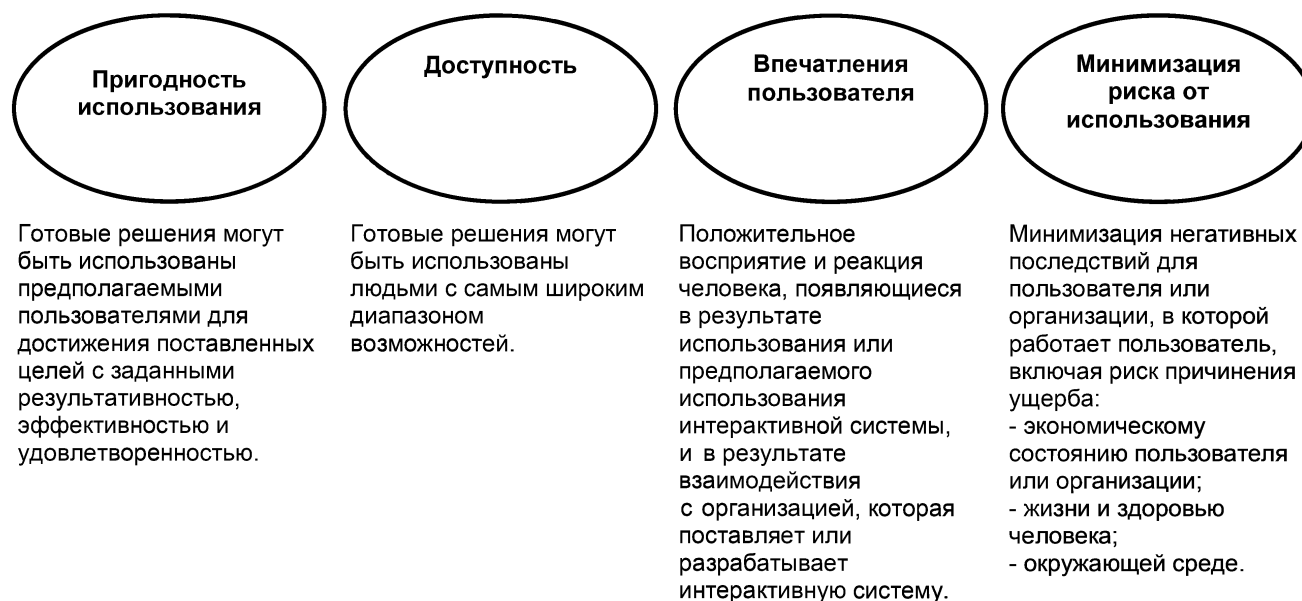 Пригодность
использования
Доступность
Впечатления
пользователя
Минимизация
риска от
использования
Готовые решения могут
быть использованы
предполагаемыми
пользователями для
достижения поставленных
целей с заданными
результативностью,
эффективностью и
удовлетворенностью.
Готовые решения могут
быть использованы
людьми с самым широким
диапазоном
возможностей.
Положительное
восприятие и реакция
человека, появляющиеся
в результате
использования или
предполагаемого
использования
интерактивной системы,
и в результате
взаимодействия
с организацией, которая
поставляет или
разрабатывает
интерактивную систему.
Минимизация негативных
последствий для
пользователя или
организации, в которой
работает пользователь,
включая риск причинения
ущерба:
- экономическому
состоянию пользователя
или организации;
- жизни и здоровью
человека;
- окружающей среде.